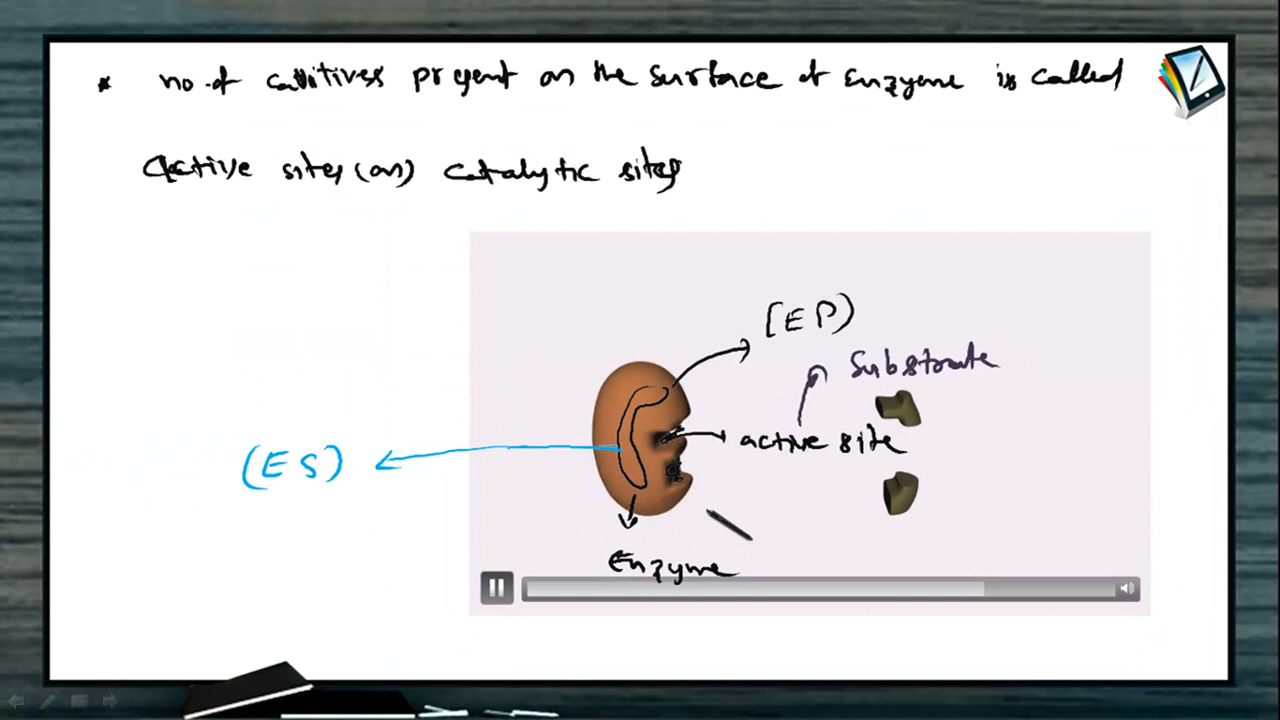 * no. of cavitives present on the surface of Enzyme is called
Active sites (or) catalytic sites
(EP)
Substrate
active site
(ES)
Enzyme